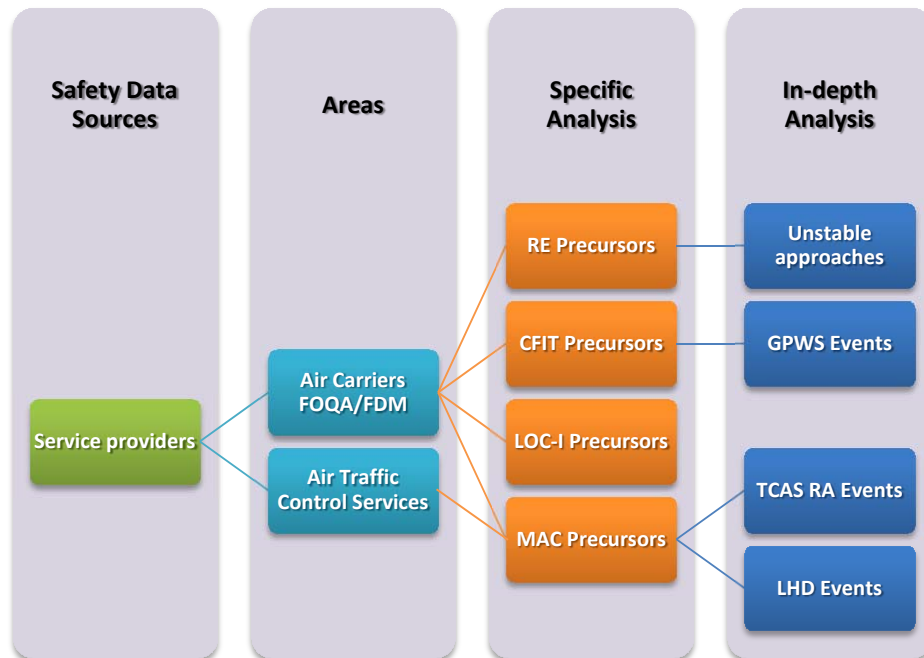 Safety Data
Sources
Areas
Specific
Analysis
In-depth
Analysis
Service providers
Air Carriers
FOQA/FDM
Air Traffic
Control Services
RE Precursors
CFIT Precursors
LOC-I Precursors
MAC Precursors
Unstable
approaches
GPWS Events
TCAS RA Events
LHD Events